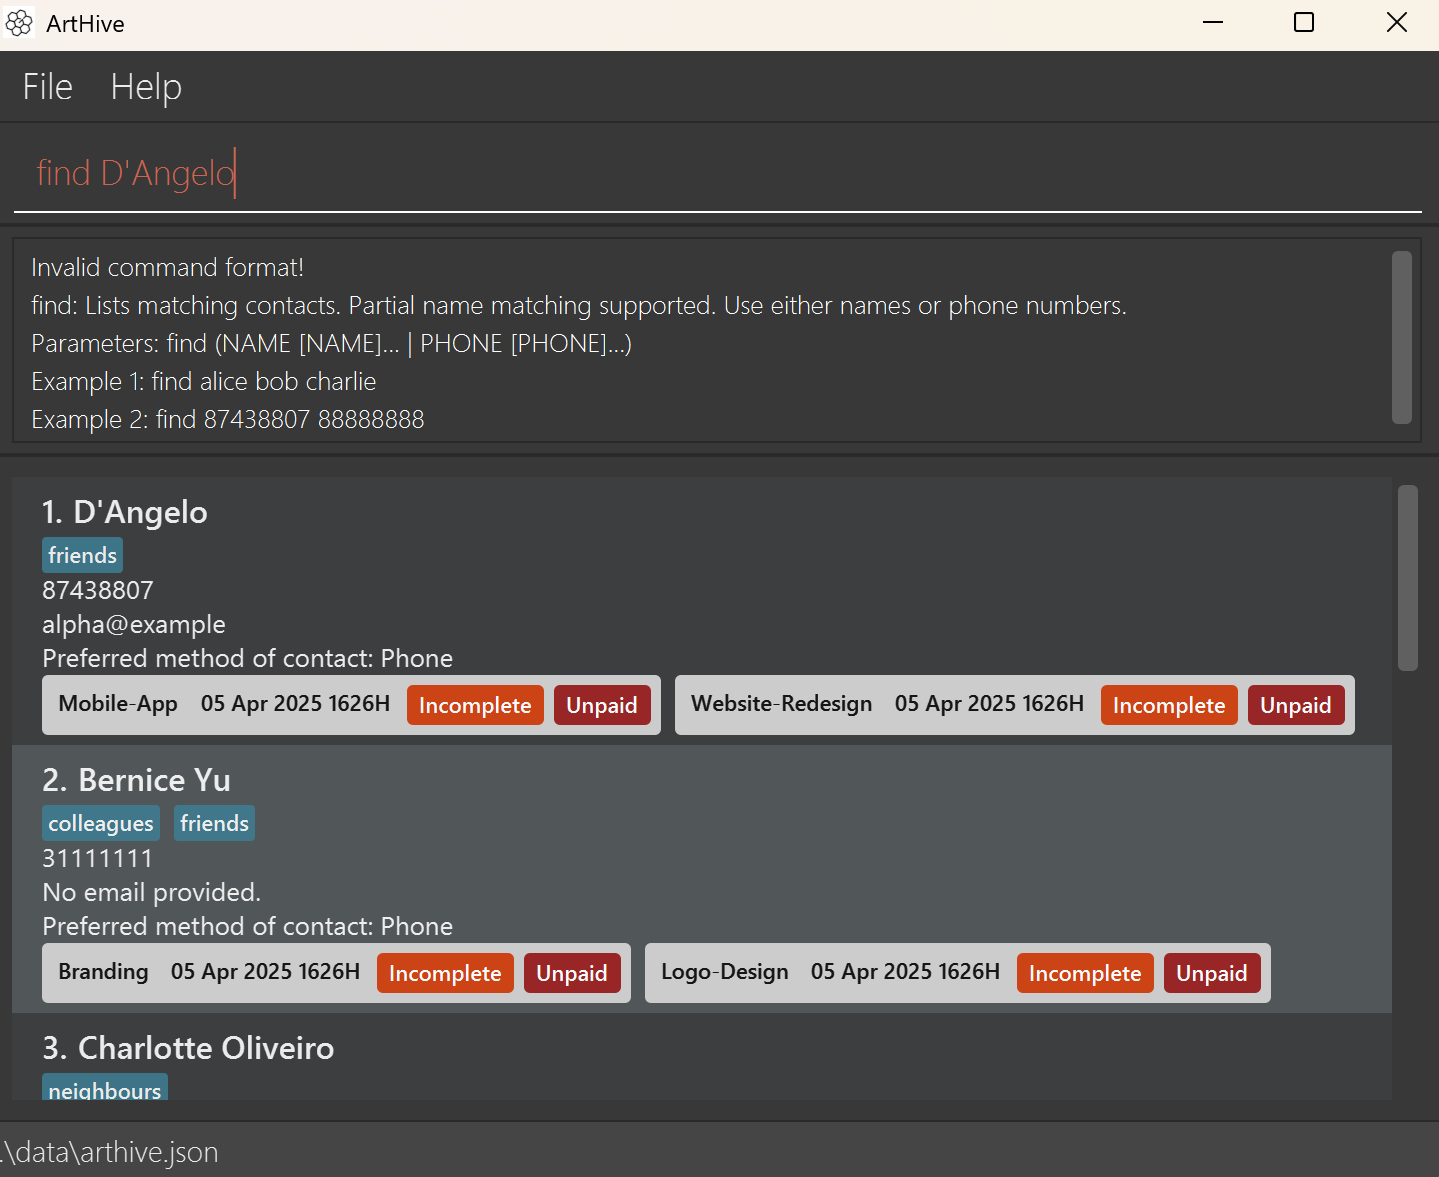 ArtHive
File Help
find D'Angelo
Invalid command format!
find: Lists matching contacts. Partial name matching supported. Use either names or phone numbers.
Parameters: find (NAME [NAME]... | PHONE [PHONE]...)
Example 1: find alice bob charlie
Example 2: find 87438807 88888888
1. D'Angelo
friends
87438807
alpha@example
Preferred method of contact: Phone
Mobile-App 05 Apr 2025 1626H Incomplete Unpaid Website-Redesign 05 Apr 2025 1626H Incomplete Unpaid
2. Bernice Yu
colleagues friends
31111111
No email provided.
Preferred method of contact: Phone
Branding 05 Apr 2025 1626H Incomplete Unpaid Logo-Design 05 Apr 2025 1626H Incomplete Unpaid
3. Charlotte Oliveiro
neighbours
.\data\arthive.json